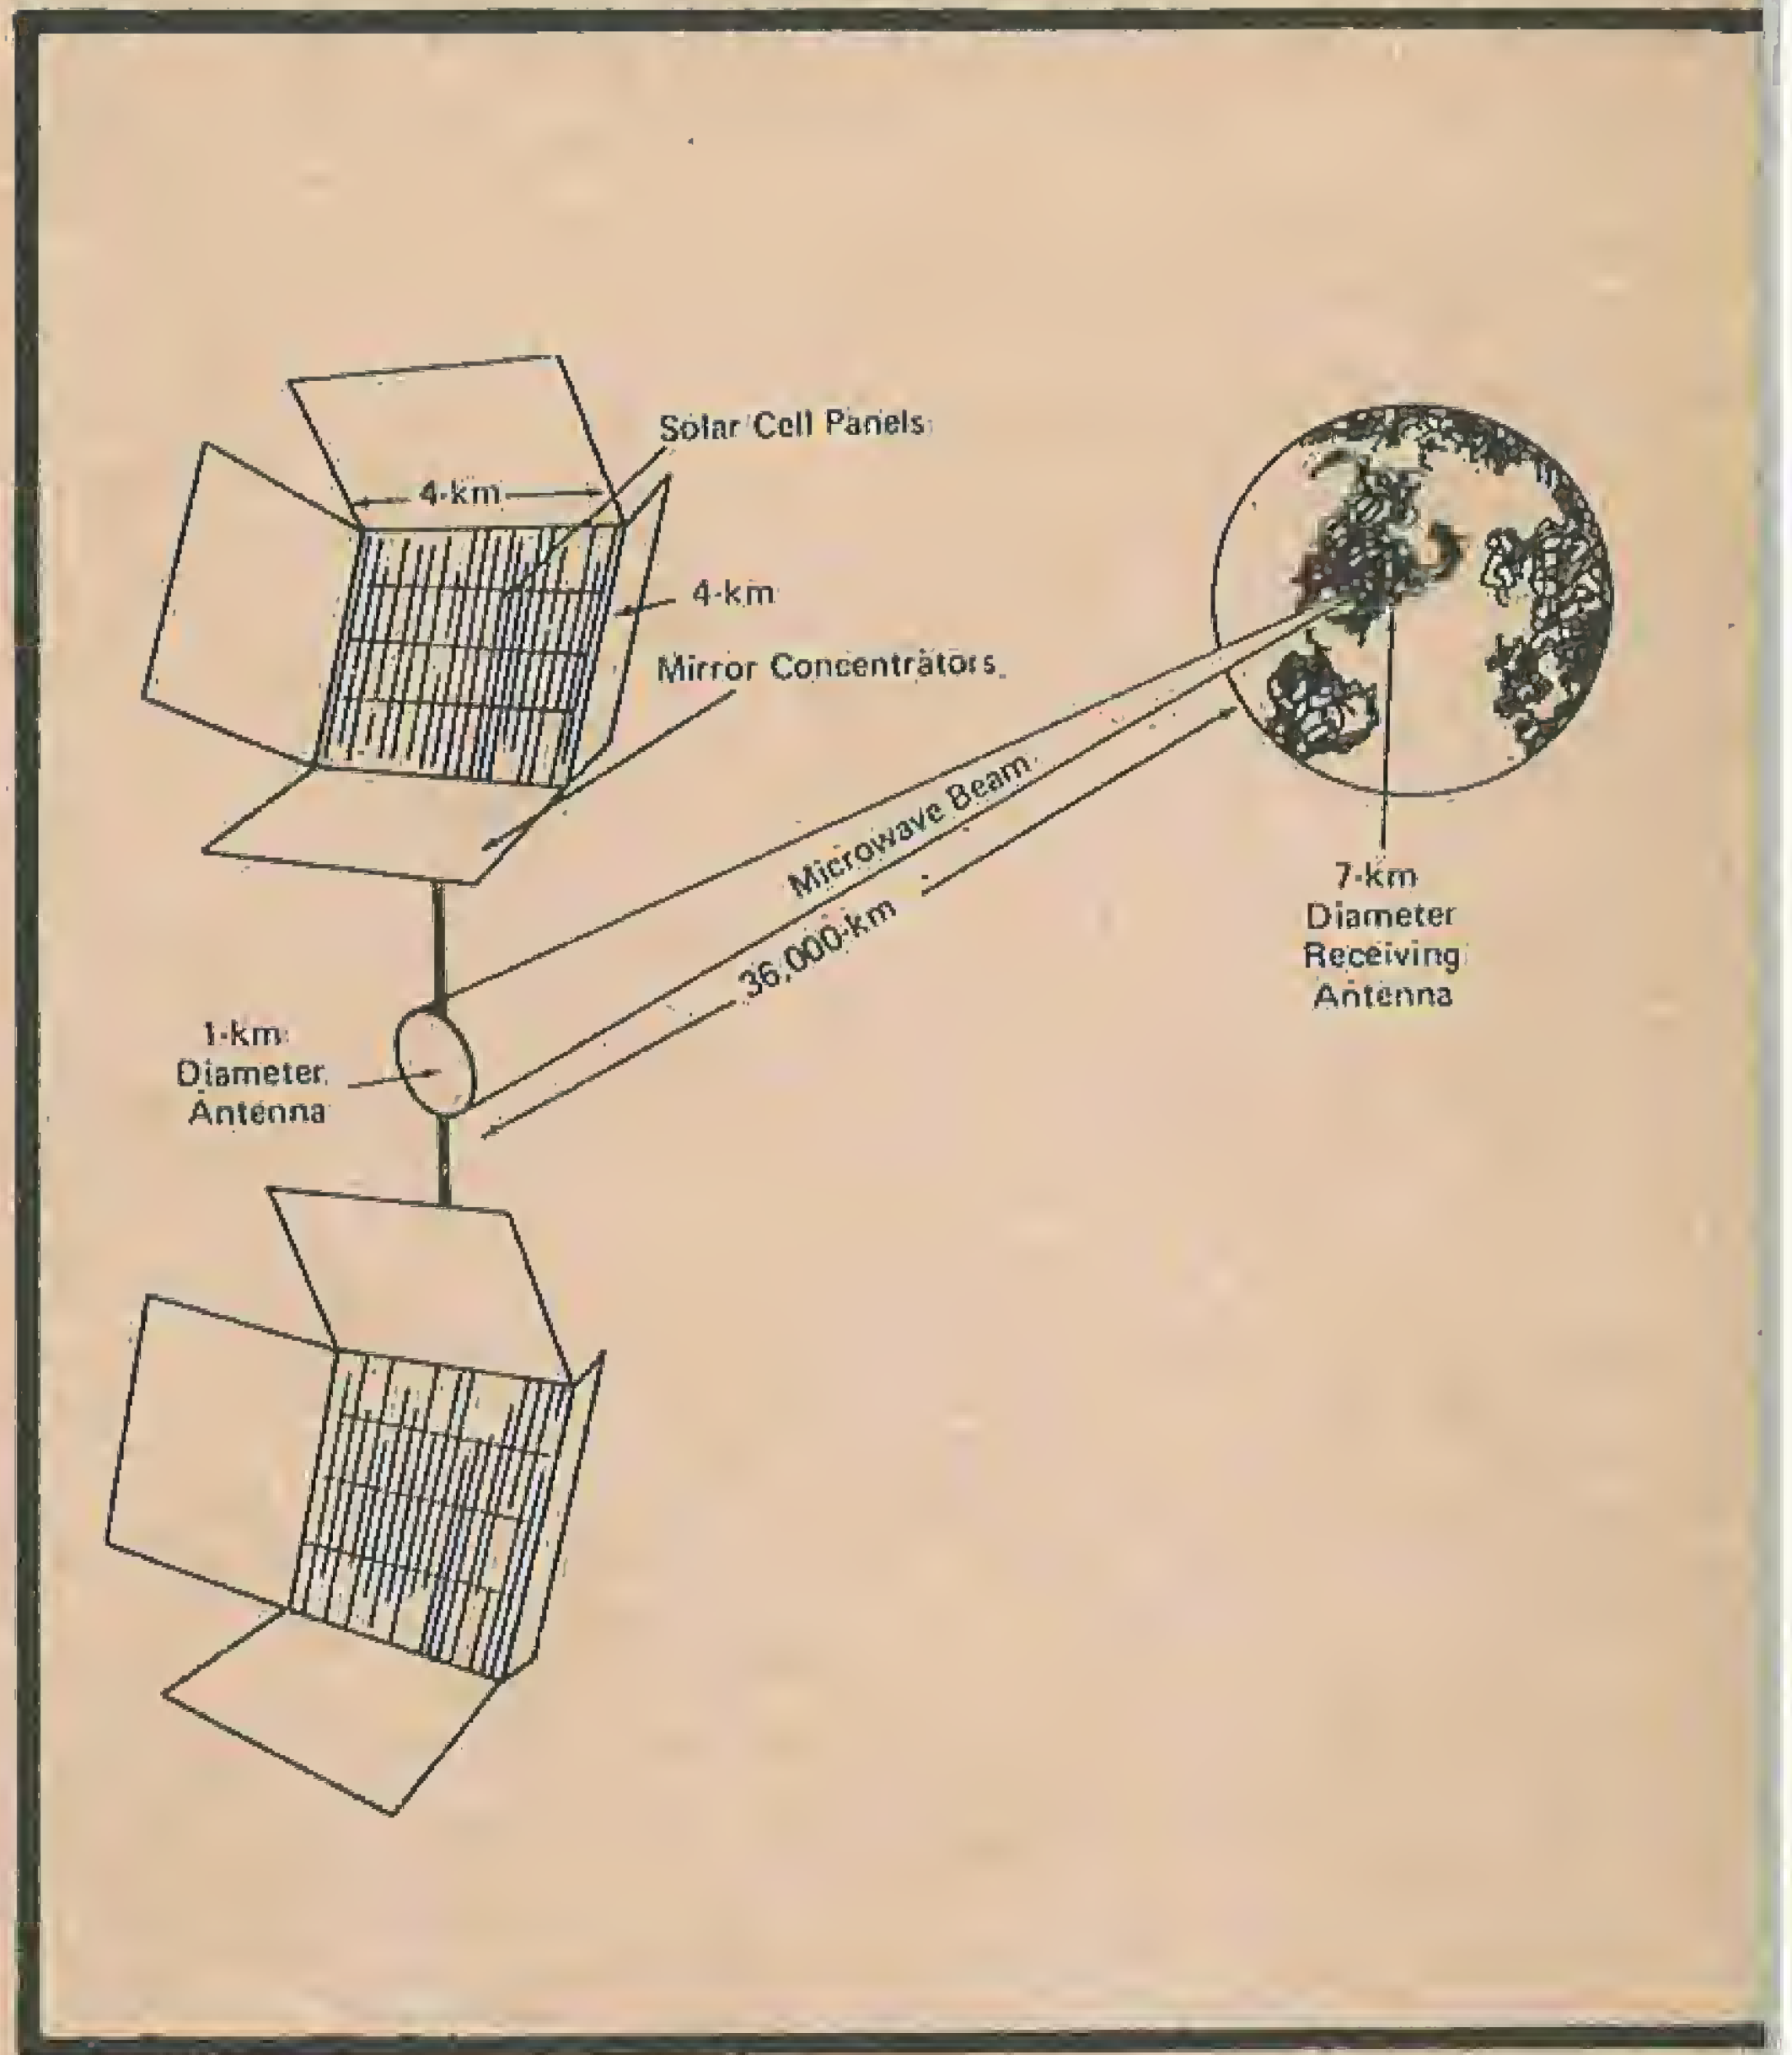 Solar Cell Panels
4-km
4-km
Mirror Concentrators
Microwave Beam
36,000-km
7-km
Diameter
Receiving
Antenna
1-km
Diameter
Antenna